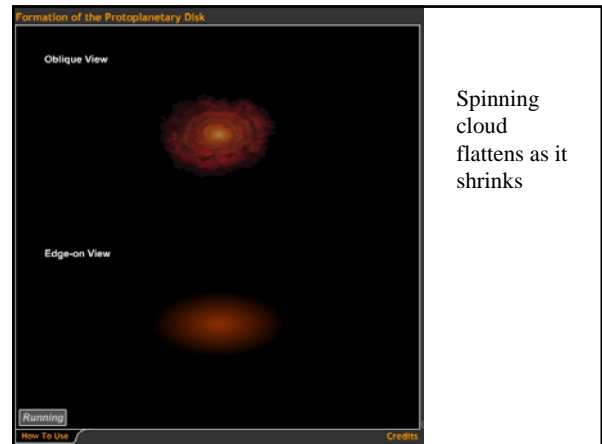 Formation of the Protoplanetary Disk
Oblique View
Edge-on View
Running
How To Use
Credits
Spinning
cloud
flattens as it
shrinks